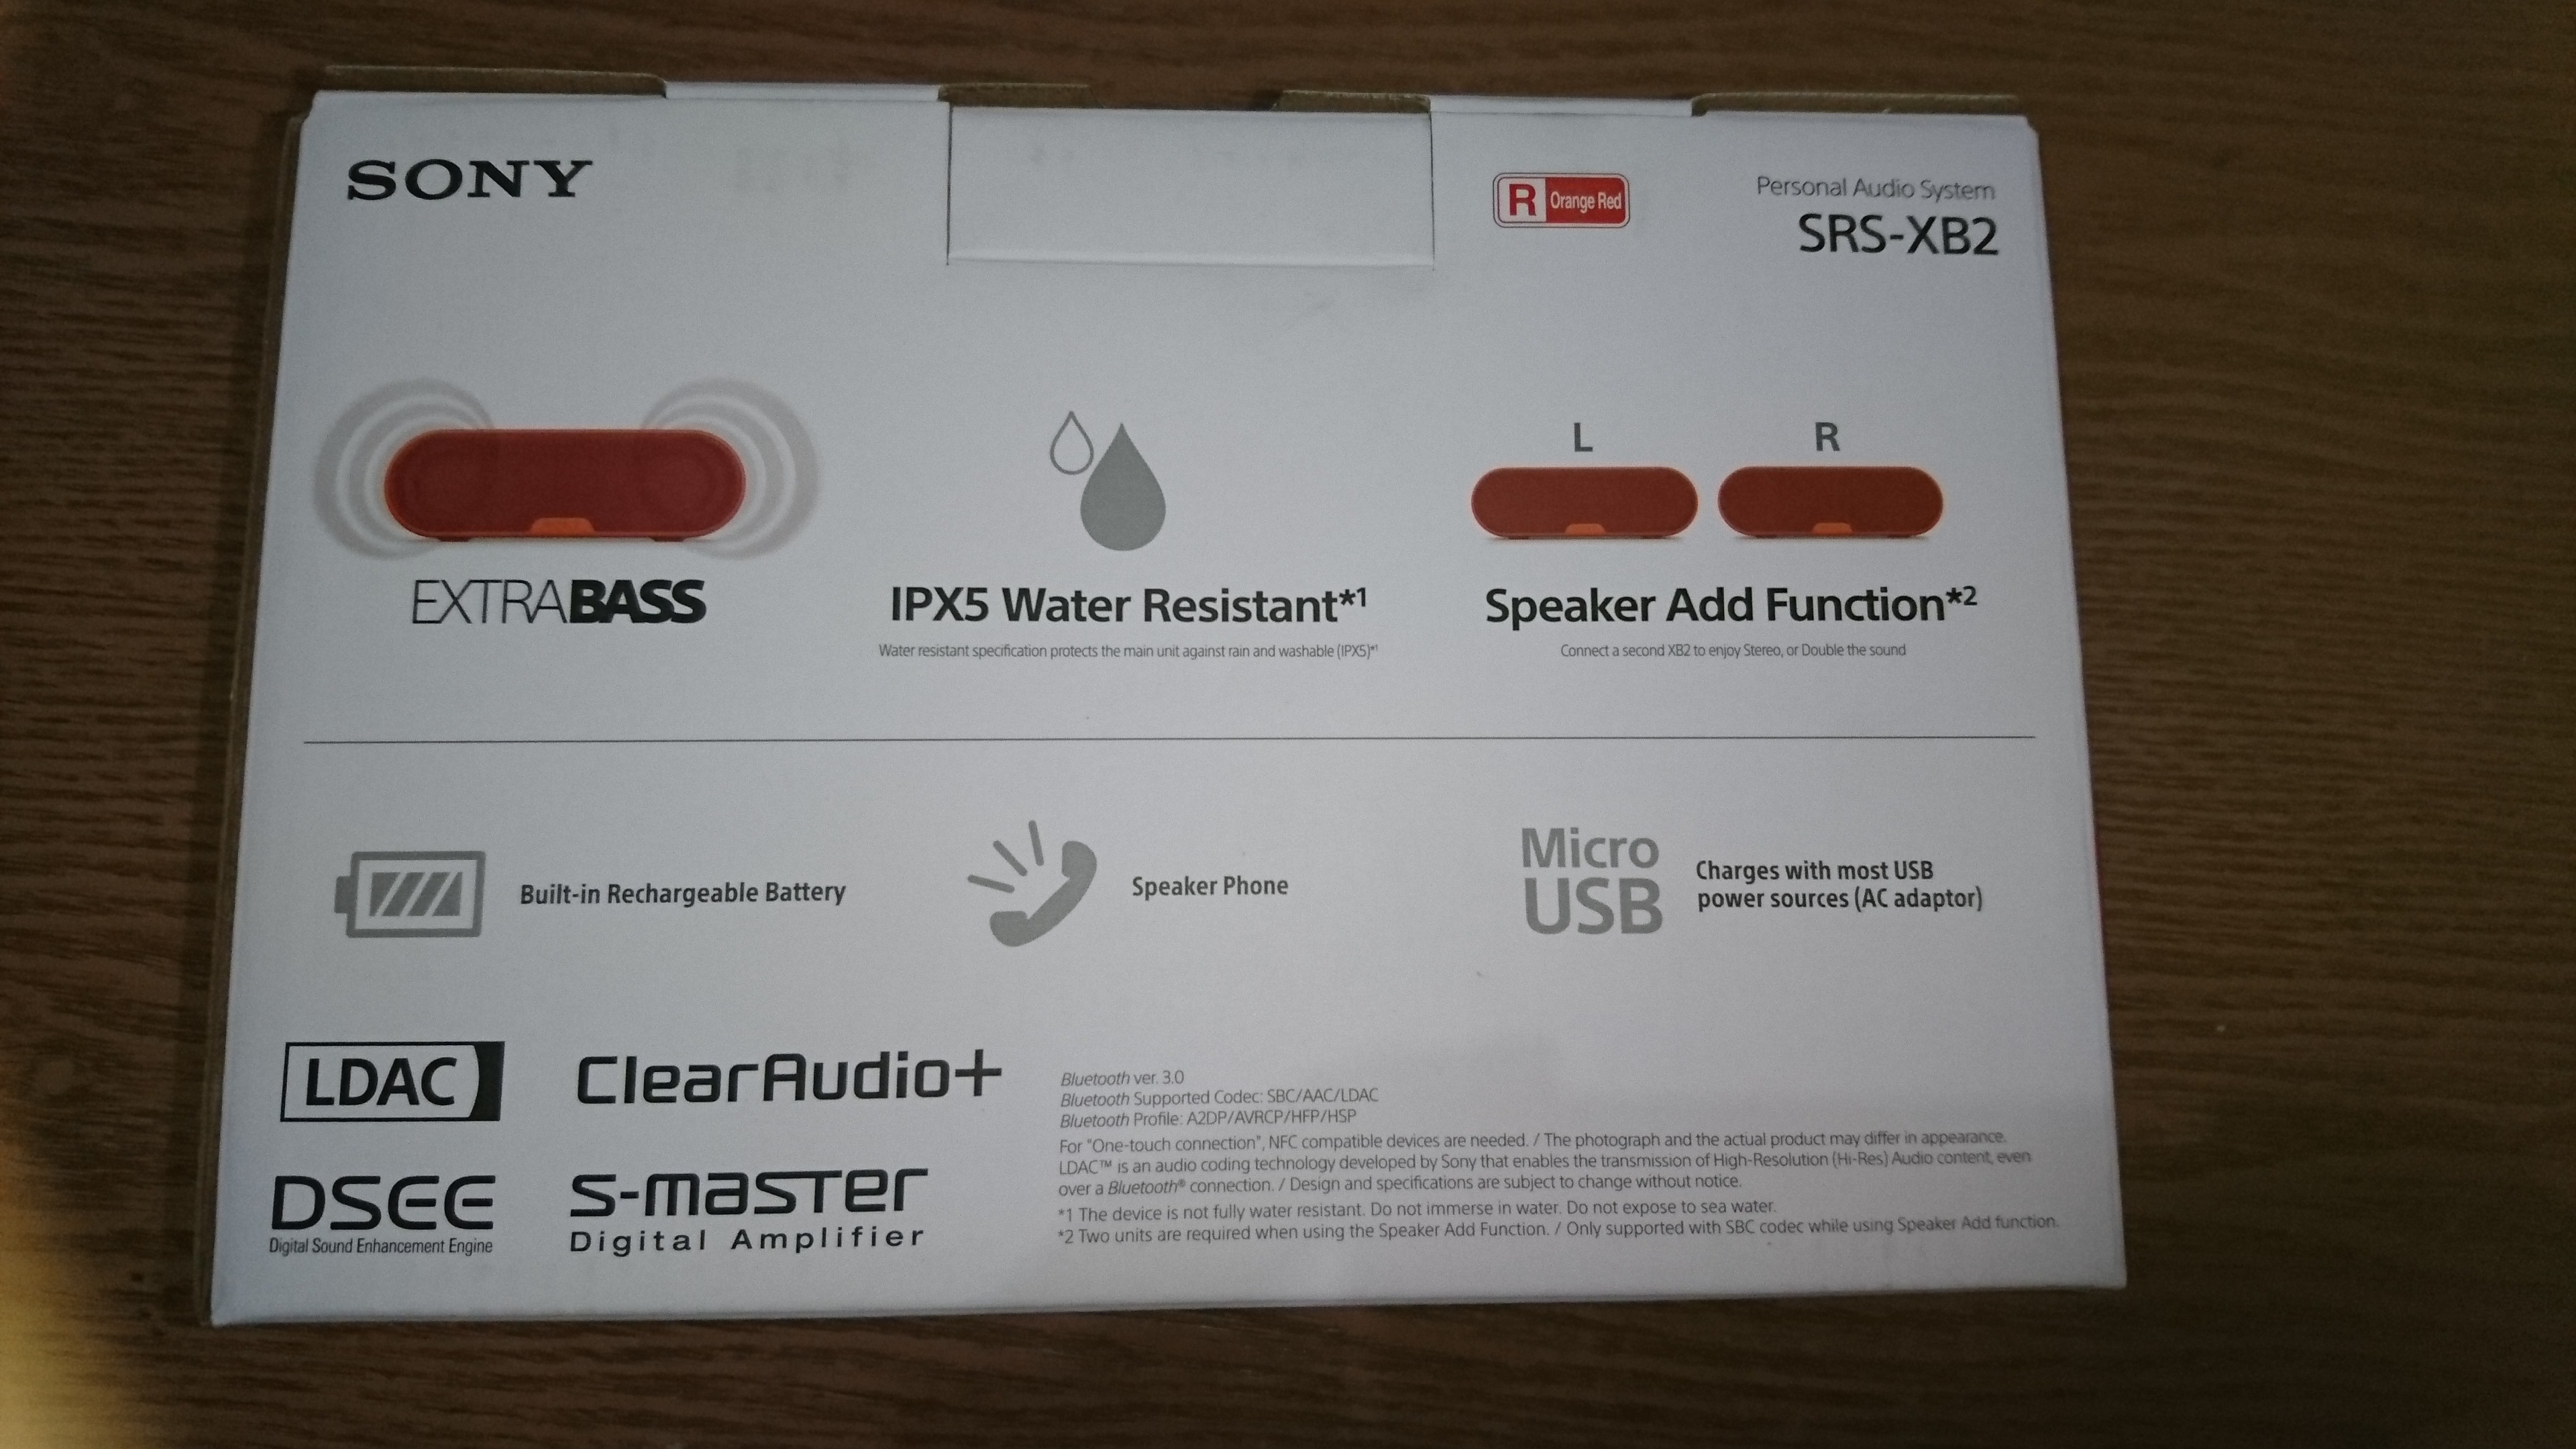 SONY
R Orange Red
Personal Audio System
SRS-XB2
EXTRABASS
IPX5 Water Resistant*1
Water resistant specification protects the main unit against rain and washable (IPX5)*1
L R
Speaker Add Function*2
Connect a second XB2 to enjoy Stereo, or Double the sound
Built-in Rechargeable Battery
Speaker Phone
Micro
USB
Charges with most USB
power sources (AC adaptor)
LDAC
ClearAudio+
DSEE
Digital Sound Enhancement Engine
S-Master
Digital Amplifier
Bluetooth ver. 3.0
Bluetooth Supported Codec: SBC/AAC/LDAC
Bluetooth Profile: A2DP/AVRCP/HFP/HSP
For "One-touch connection", NFC compatible devices are needed. / The photograph and the actual product may differ in appearance.
LDAC™ is an audio coding technology developed by Sony that enables the transmission of High-Resolution (Hi-Res) Audio content, even
over a Bluetooth® connection. / Design and specifications are subject to change without notice.
*1 The device is not fully water resistant. Do not immerse in water. Do not expose to sea water.
*2 Two units are required when using the Speaker Add Function. / Only supported with SBC codec while using Speaker Add function.